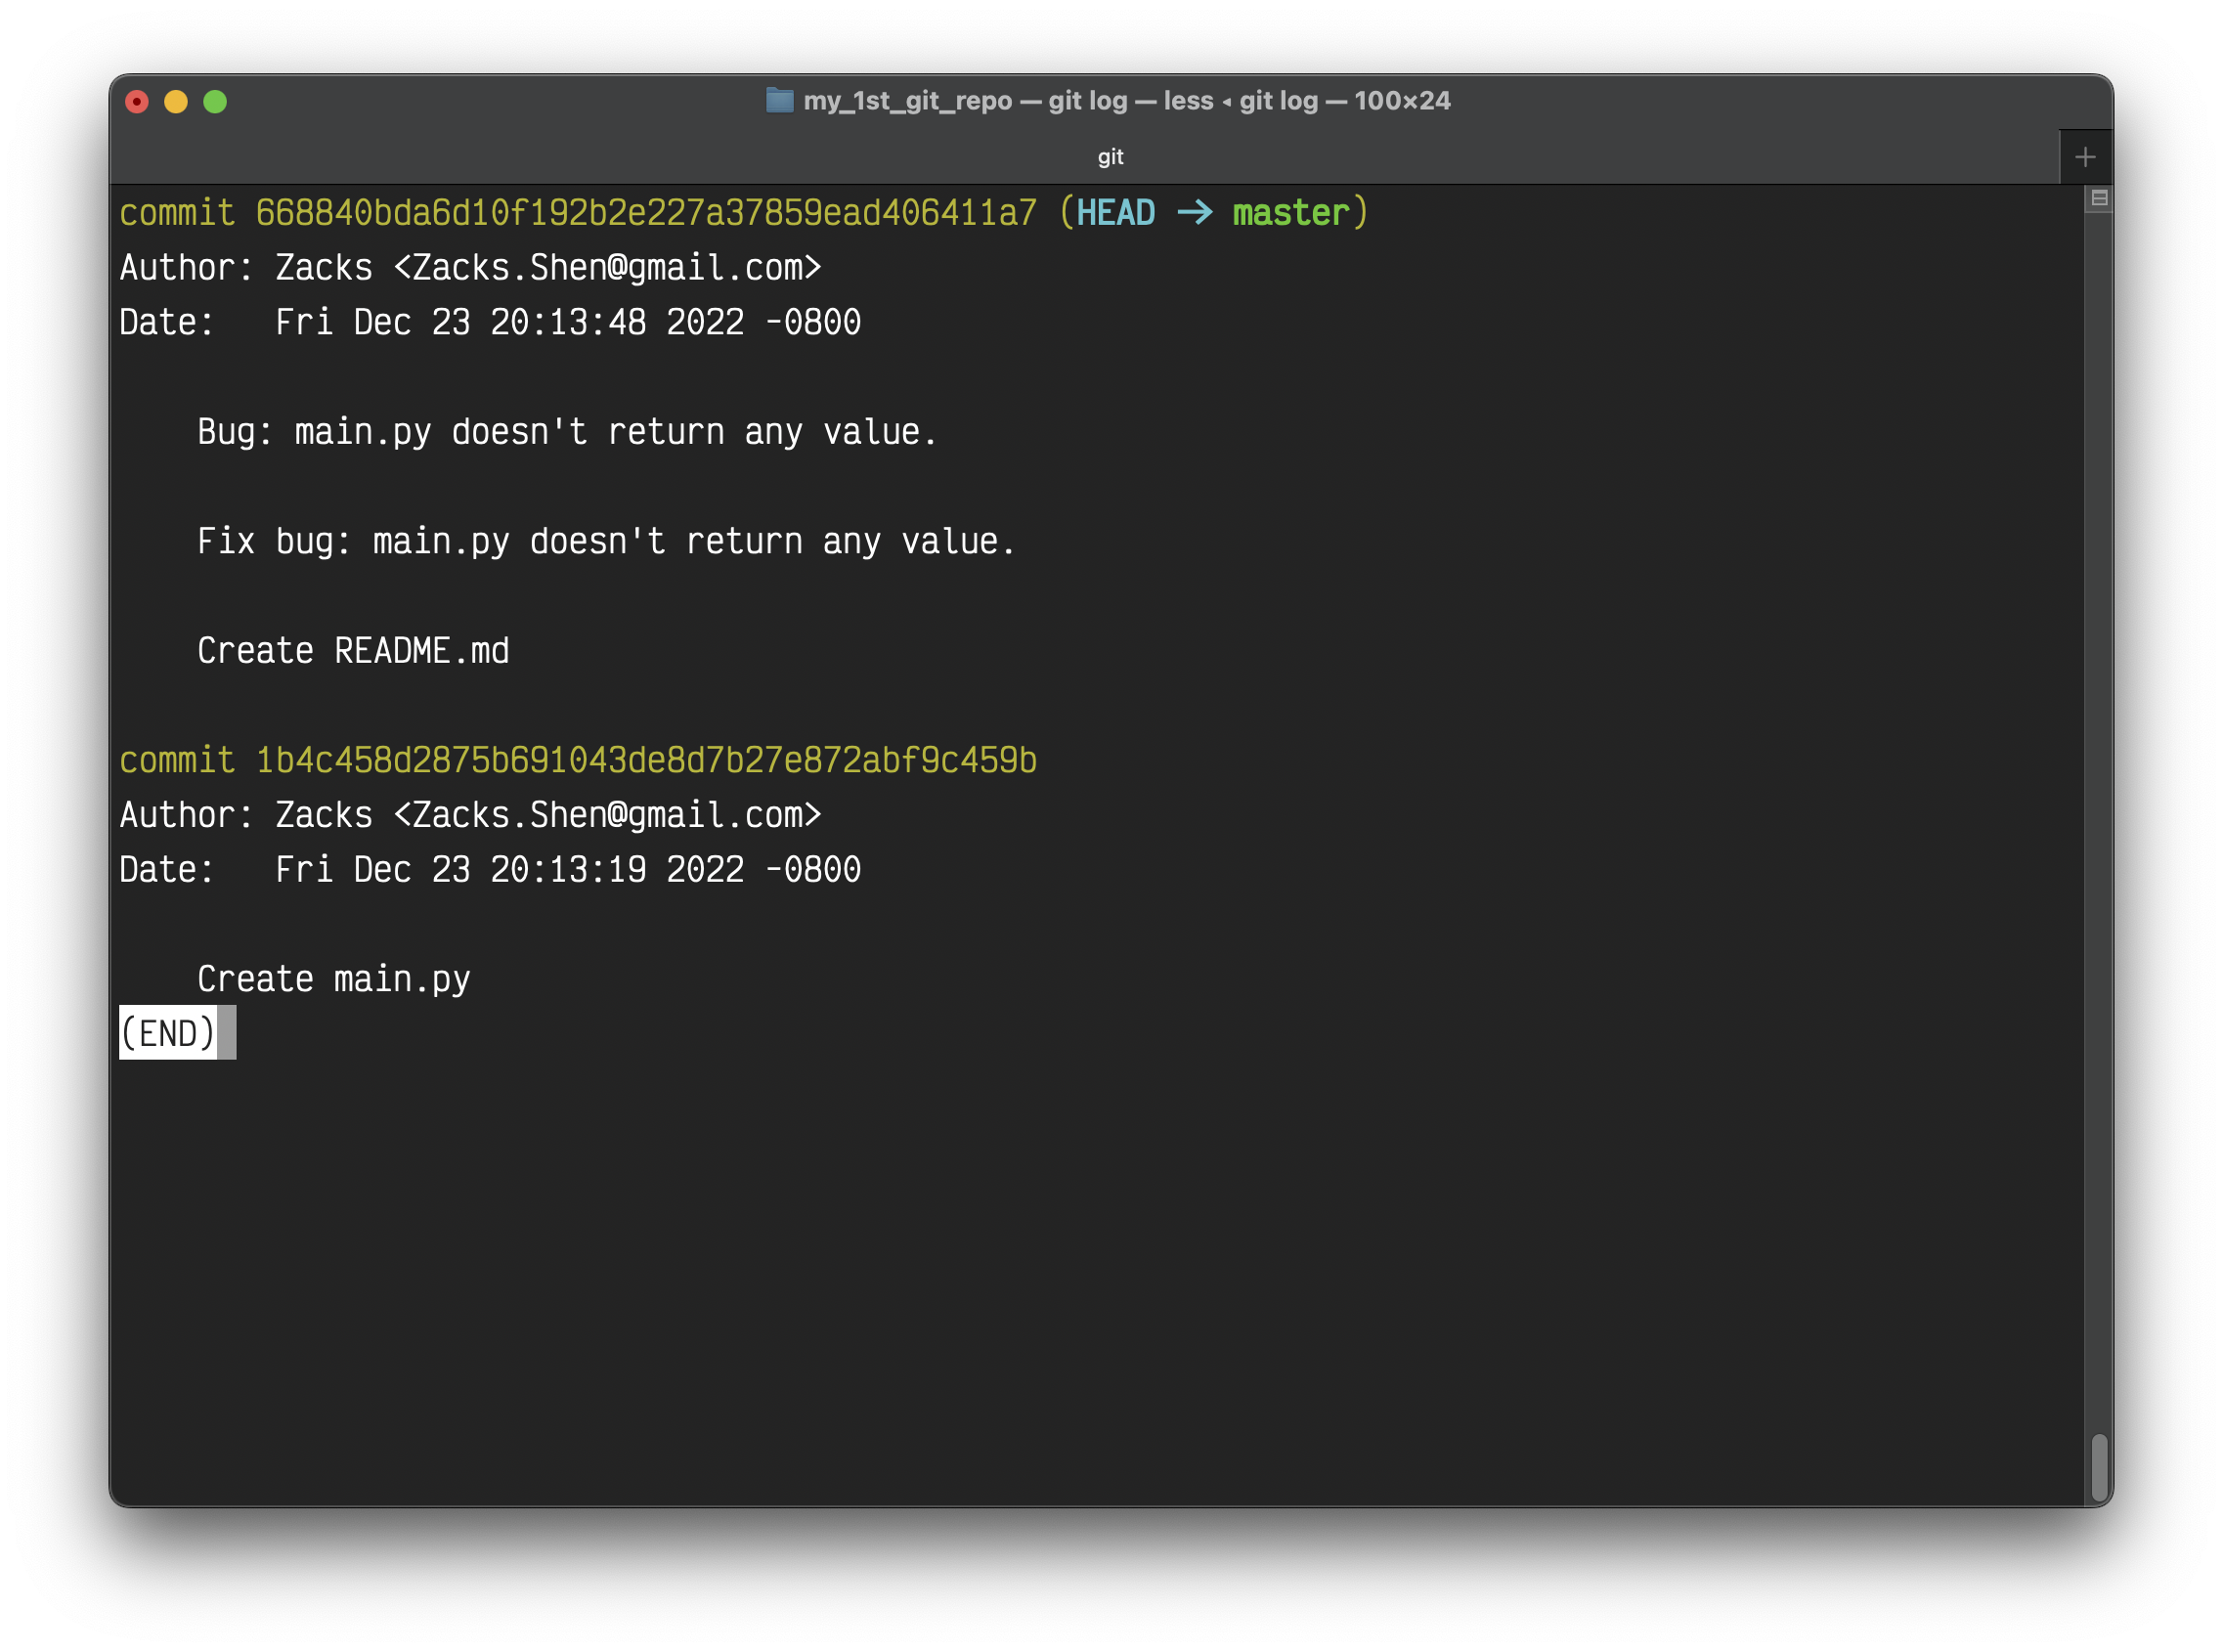 my_1st_git_repo — git log — less ◂ git log — 100×24
git
commit 668840bda6d10f192b2e227a37859ead406411a7 (HEAD -> master)
Author: Zacks <Zacks.Shen@gmail.com>
Date:   Fri Dec 23 20:13:48 2022 -0800
    Bug: main.py doesn't return any value.
    Fix bug: main.py doesn't return any value.
    Create README.md
commit 1b4c458d2875b691043de8d7b27e872abf9c459b
Author: Zacks <Zacks.Shen@gmail.com>
Date:   Fri Dec 23 20:13:19 2022 -0800
    Create main.py
(END)